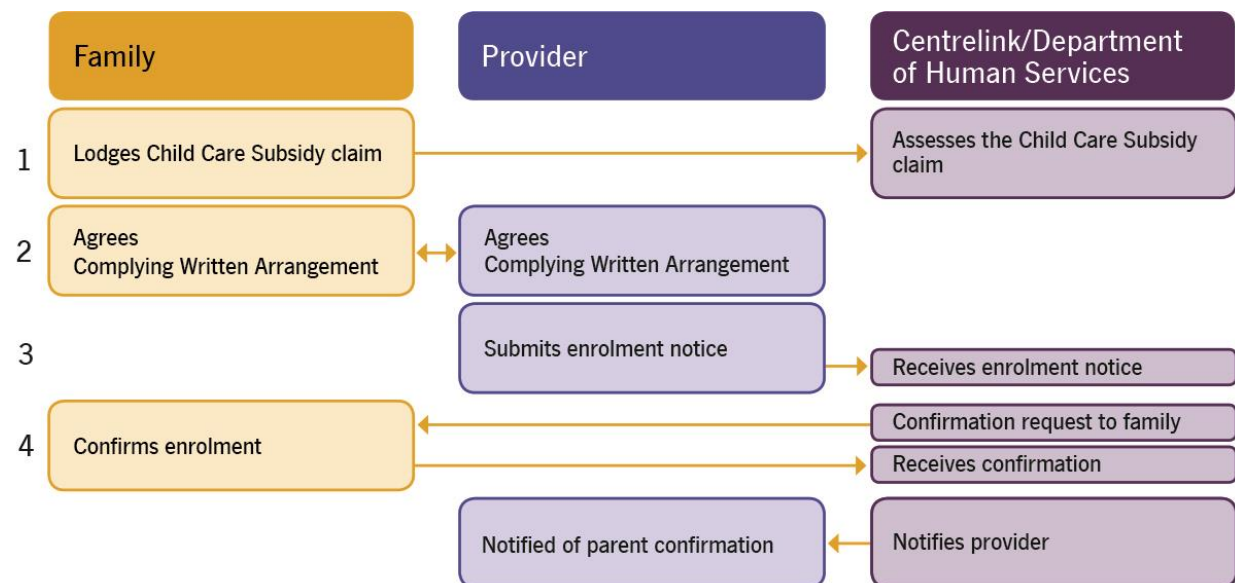 Family
Provider
Centrelink/Department
of Human Services
1
Lodges Child Care Subsidy claim
Assesses the Child Care Subsidy
claim
2
Agrees
Complying Written Arrangement
Agrees
Complying Written Arrangement
3
Submits enrolment notice
Receives enrolment notice
4
Confirms enrolment
Confirmation request to family
Receives confirmation
Notified of parent confirmation
Notifies provider